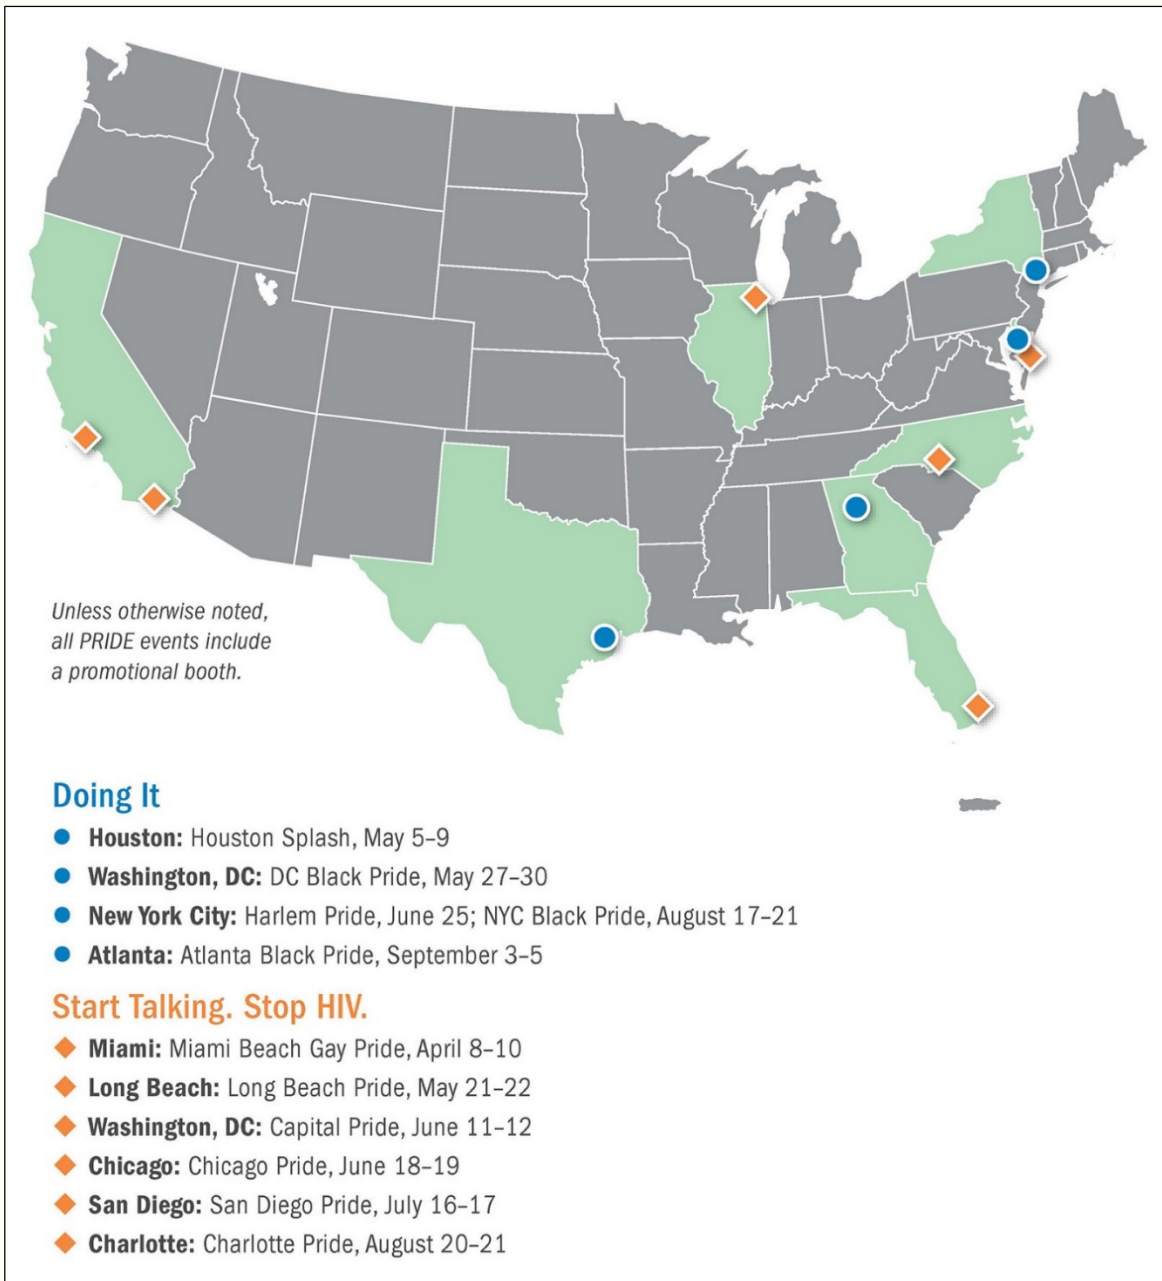 Unless otherwise noted,
all PRIDE events include
a promotional booth.
Doing It
Houston: Houston Splash, May 5–9
Washington, DC: DC Black Pride, May 27–30
New York City: Harlem Pride, June 25; NYC Black Pride, August 17–21
Atlanta: Atlanta Black Pride, September 3–5
Start Talking. Stop HIV.
Miami: Miami Beach Gay Pride, April 8–10
Long Beach: Long Beach Pride, May 21–22
Washington, DC: Capital Pride, June 11–12
Chicago: Chicago Pride, June 18–19
San Diego: San Diego Pride, July 16–17
Charlotte: Charlotte Pride, August 20–21